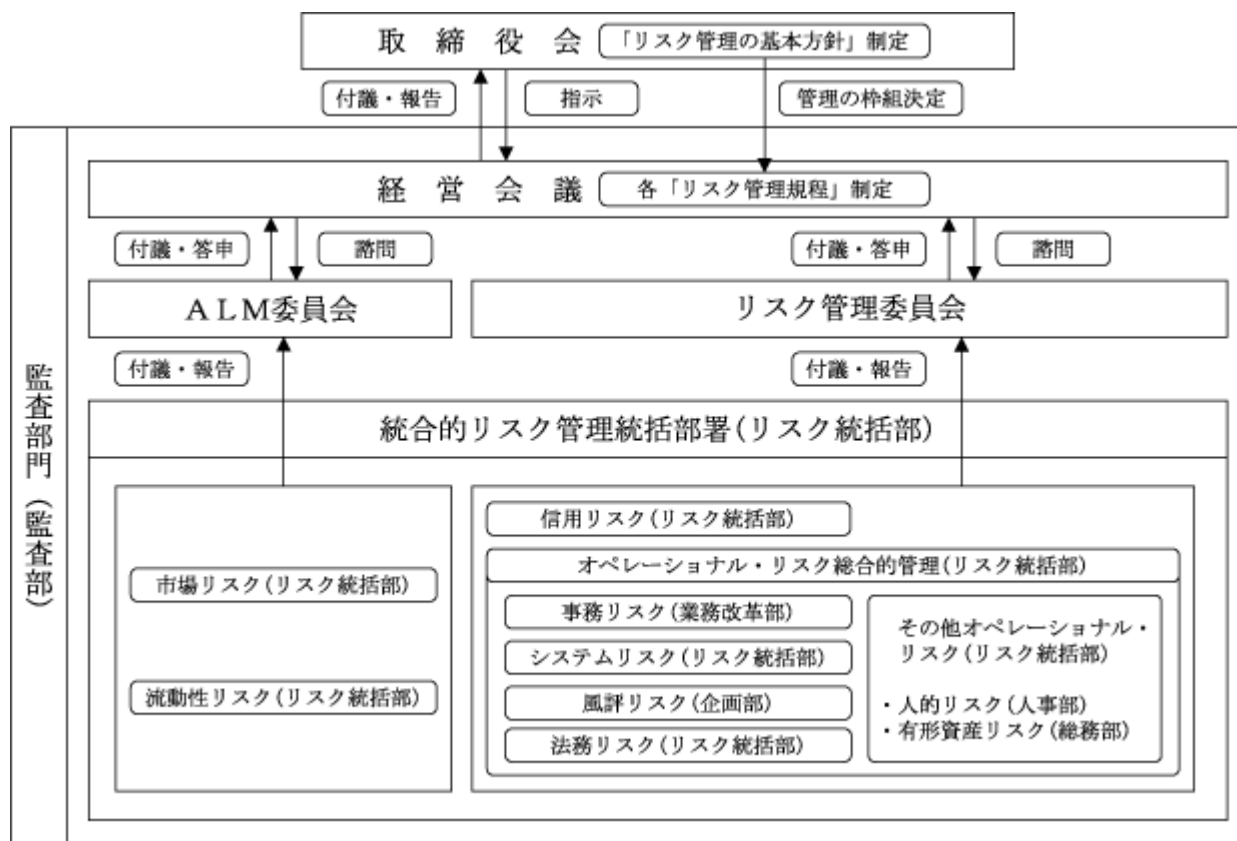 取締役会
「リスク管理の基本方針」制定
付議・報告
指示
管理の枠組決定
経営会議
各「リスク管理規程」制定
付議・答申
諮問
付議・答申
諮問
ALM委員会
リスク管理委員会
付議・報告
付議・報告
監査部門(監査部)
統合的リスク管理統括部署(リスク統括部)
市場リスク(リスク統括部)
流動性リスク(リスク統括部)
信用リスク(リスク統括部)
オペレーショナル・リスク総合的管理(リスク統括部)
事務リスク(業務改革部)
システムリスク(リスク統括部)
風評リスク(企画部)
法務リスク(リスク統括部)
その他オペレーショナル・
リスク(リスク統括部)
・人的リスク(人事部)
・有形資産リスク(総務部)